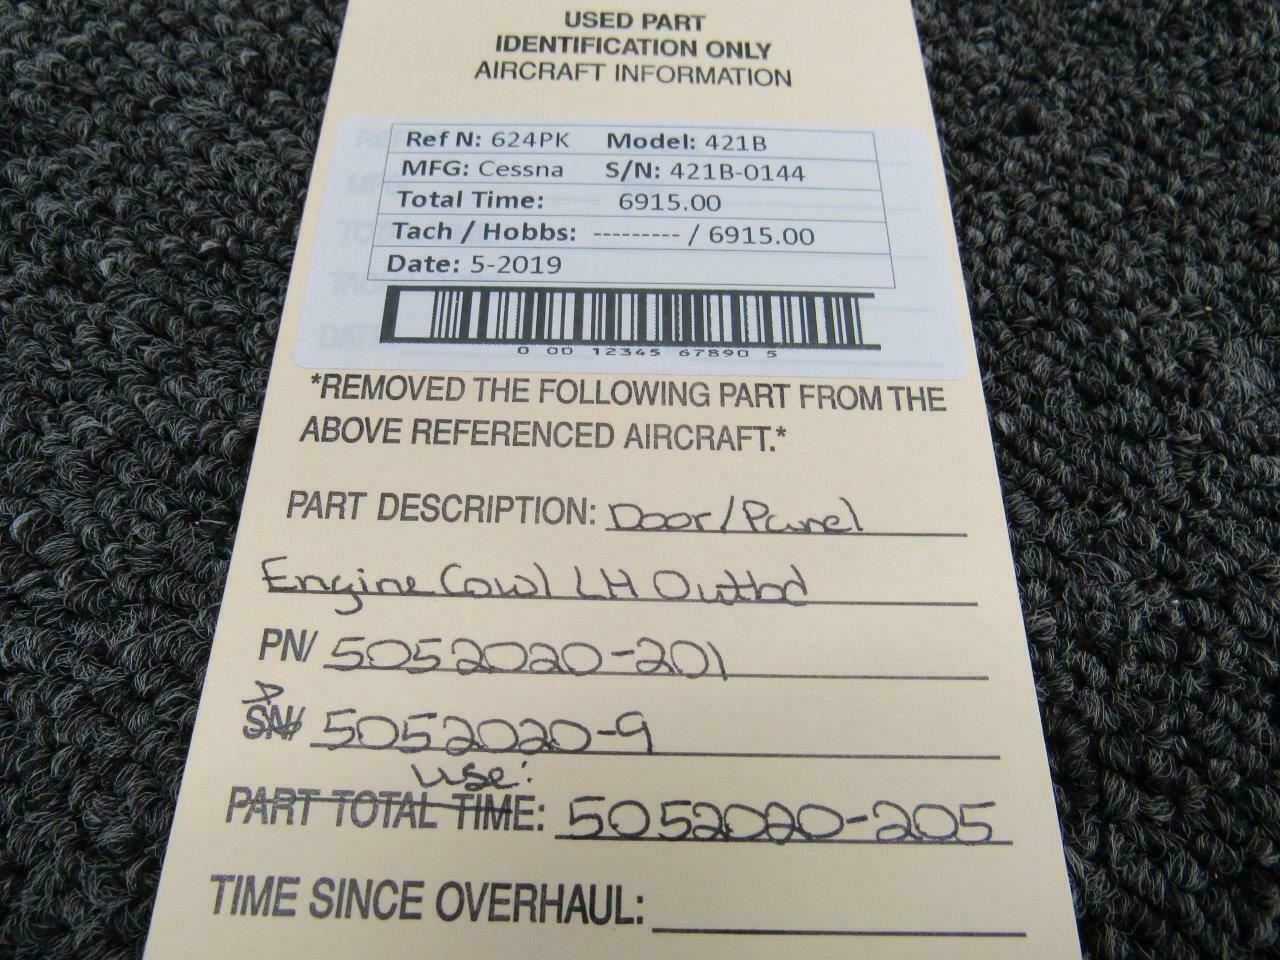 USED PART
IDENTIFICATION ONLY
AIRCRAFT INFORMATION
Ref N: 624PK Model: 421B
MFG: Cessna S/N: 421B-0144
Total Time: 6915.00
Tach / Hobbs: --------- / 6915.00
Date: 5-2019
0 00 12345 67890 5
*REMOVED THE FOLLOWING PART FROM THE
ABOVE REFERENCED AIRCRAFT.*
PART DESCRIPTION: Door/Panel
Engine Cowl LH Outbd
PN/ 5052020-201
P
SN/ 5052020-9
use:
PART TOTAL TIME: 5052020-205
TIME SINCE OVERHAUL: